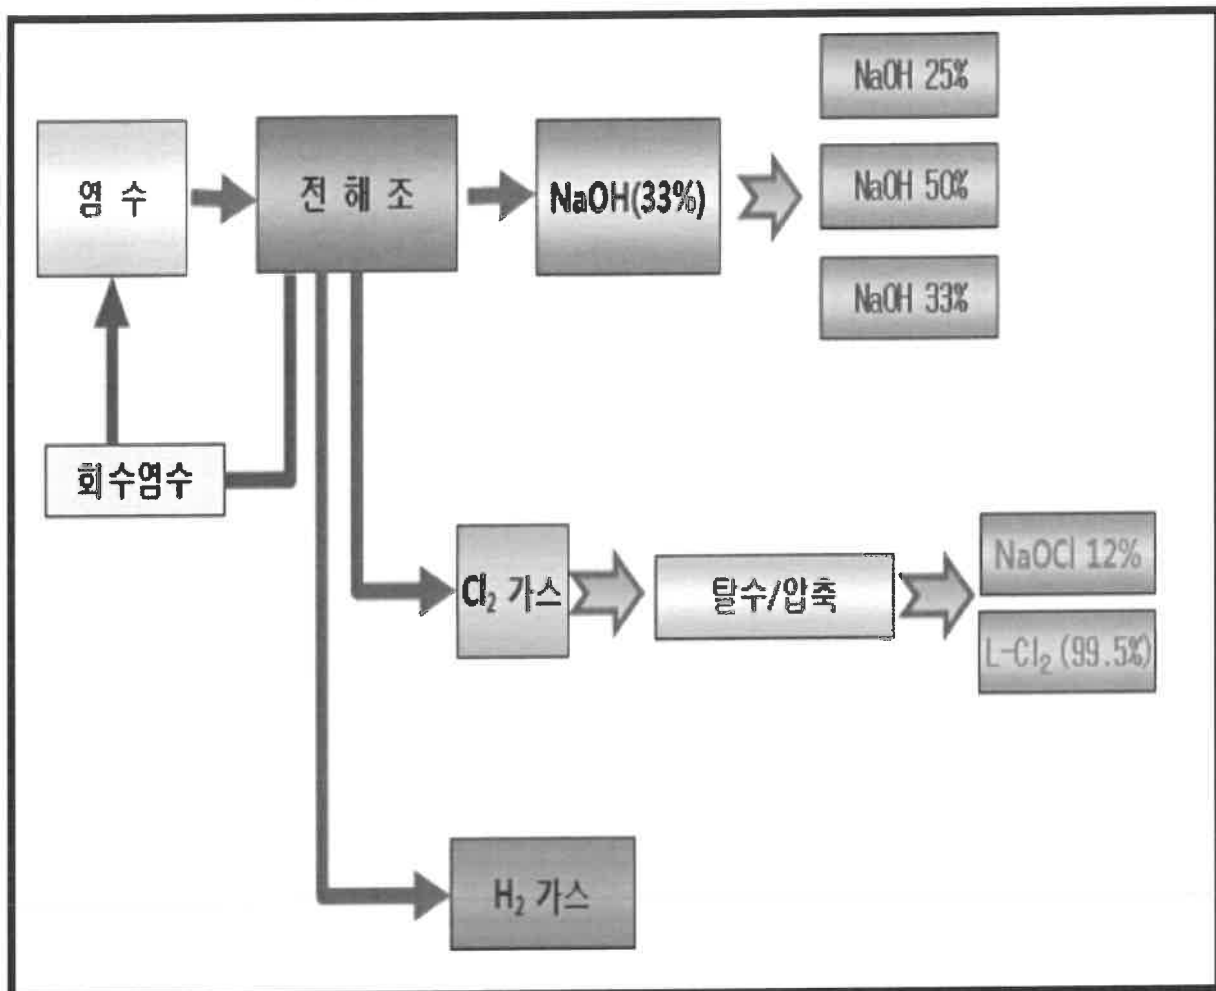 NaOH 25%
염 수
전 해 조
NaOH(33%)
NaOH 50%
NaOH 33%
회수염수
Cl₂ 가스
탈수/압축
NaOCl 12%
L-Cl₂ (99.5%)
H₂ 가스